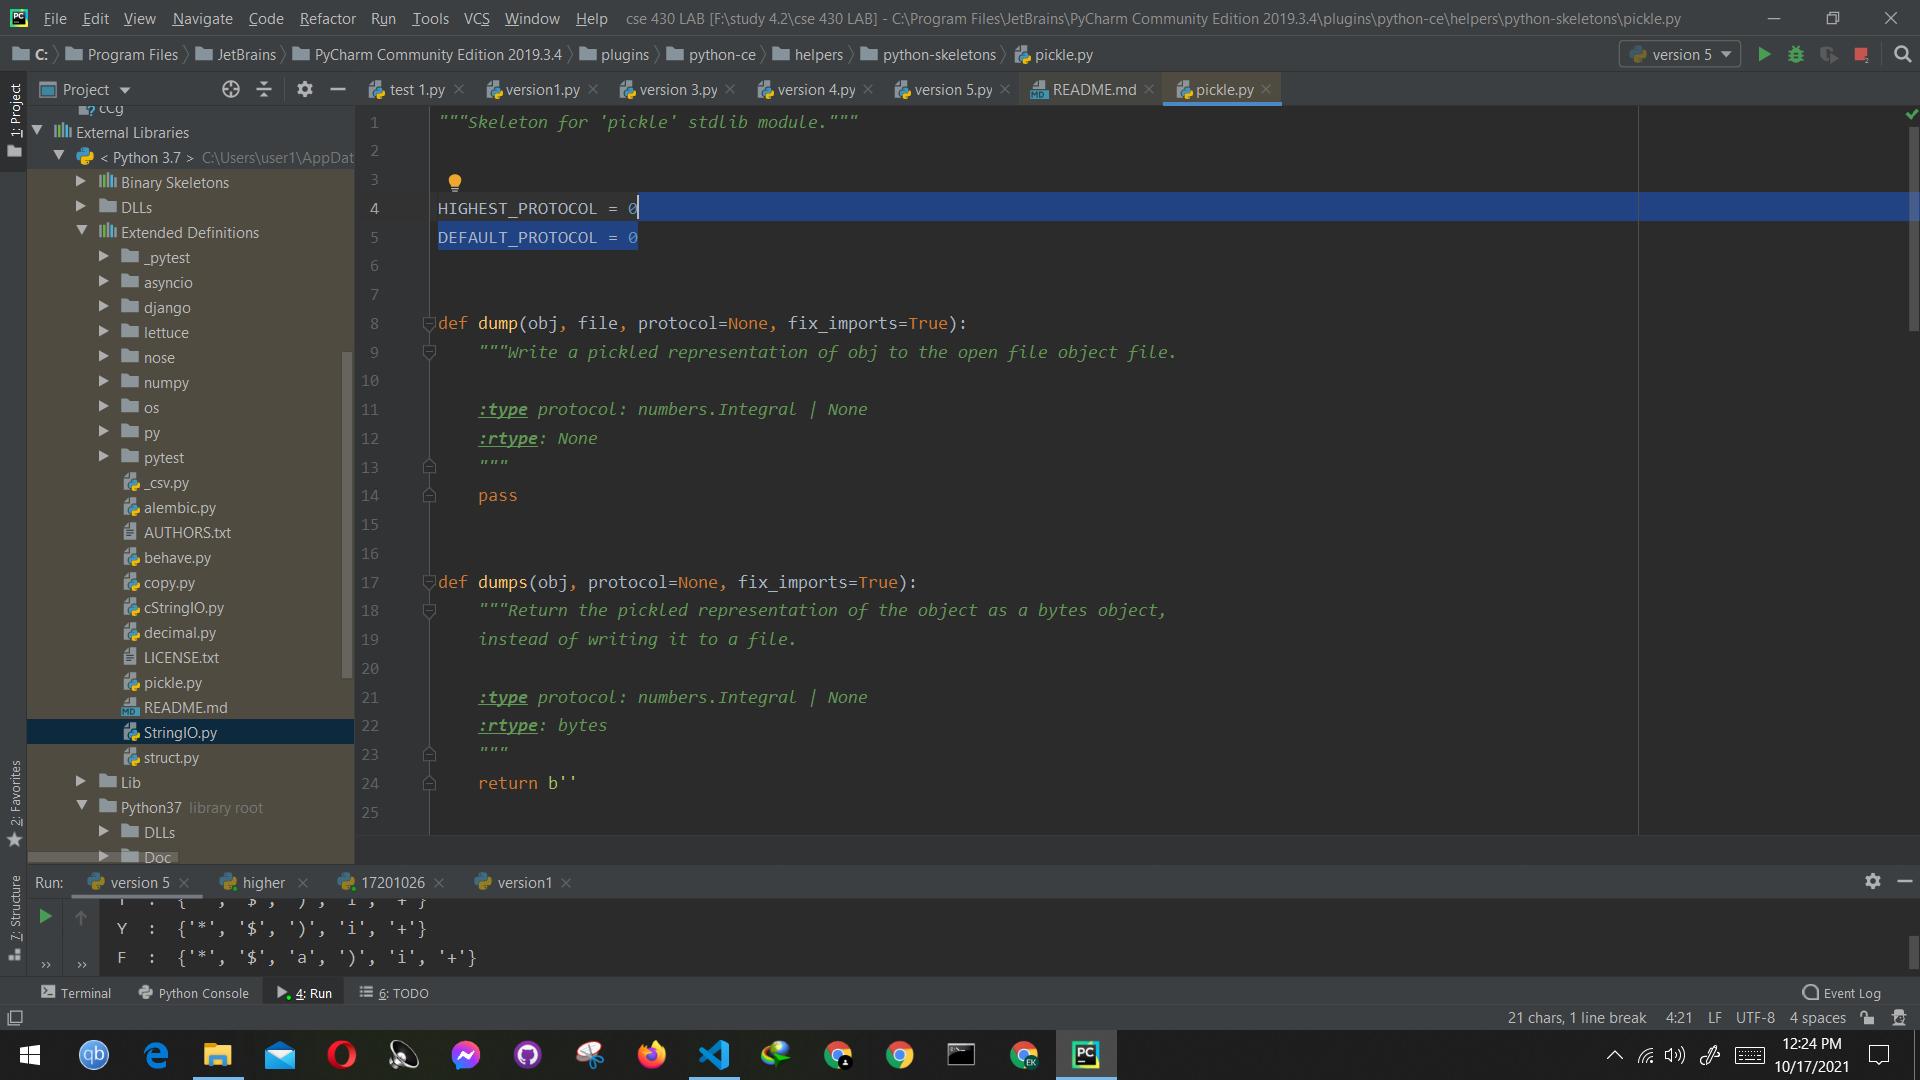 File Edit View Navigate Code Refactor Run Tools VCS Window Help cse 430 LAB [F:\study 4.2\cse 430 LAB] - C:\Program Files\JetBrains\PyCharm Community Edition 2019.3.4\plugins\python-ce\helpers\python-skeletons\pickle.py
C: Program Files JetBrains PyCharm Community Edition 2019.3.4 plugins python-ce helpers python-skeletons pickle.py version 5
Project test 1.py version1.py version 3.py version 4.py version 5.py README.md pickle.py
1: Project
ccg
External Libraries
< Python 3.7 > C:\Users\user1\AppDat
Binary Skeletons
DLLs
Extended Definitions
_pytest
asyncio
django
lettuce
nose
numpy
os
py
pytest
_csv.py
alembic.py
AUTHORS.txt
behave.py
copy.py
cStringIO.py
decimal.py
LICENSE.txt
pickle.py
README.md
StringIO.py
struct.py
Lib
Python37 library root
DLLs
Doc
2: Favorites
7: Structure
1 """Skeleton for 'pickle' stdlib module."""
2
3
4 HIGHEST_PROTOCOL = 0
5 DEFAULT_PROTOCOL = 0
6
7
8 def dump(obj, file, protocol=None, fix_imports=True):
9 """Write a pickled representation of obj to the open file object file.
10
11 :type protocol: numbers.Integral | None
12 :rtype: None
13 """
14 pass
15
16
17 def dumps(obj, protocol=None, fix_imports=True):
18 """Return the pickled representation of the object as a bytes object,
19 instead of writing it to a file.
20
21 :type protocol: numbers.Integral | None
22 :rtype: bytes
23 """
24 return b''
25
Run: version 5 higher 17201026 version1
Y : {'*', '$', ')', 'i', '+'}
F : {'*', '$', 'a', ')', 'i', '+'}
Terminal Python Console 4: Run 6: TODO Event Log
21 chars, 1 line break 4:21 LF UTF-8 4 spaces
12:24 PM
10/17/2021